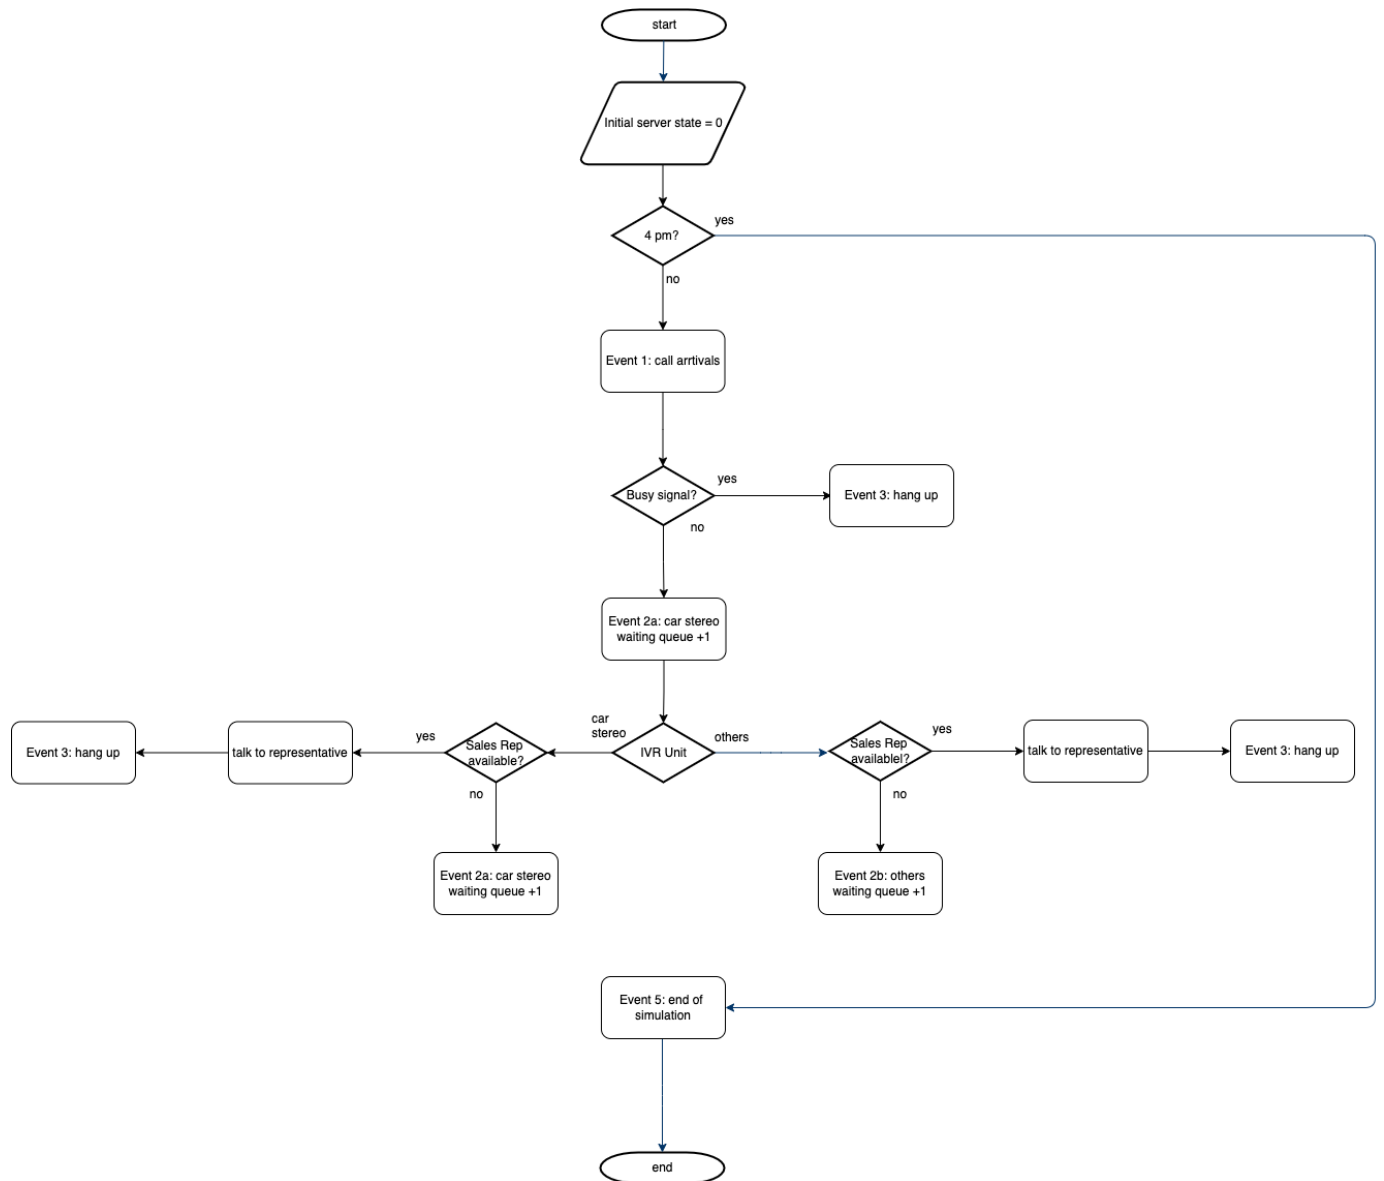 start
Initial server state = 0
4 pm?
yes
no
Event 1: call arrtivals
Busy signal?
yes
Event 3: hang up
no
Event 2a: car stereo
waiting queue +1
Event 3: hang up
talk to representative
yes
Sales Rep
available?
no
car
stereo
IVR Unit
others
Sales Rep
availablel?
yes
no
talk to representative
Event 3: hang up
Event 2a: car stereo
waiting queue +1
Event 2b: others
waiting queue +1
Event 5: end of
simulation
end